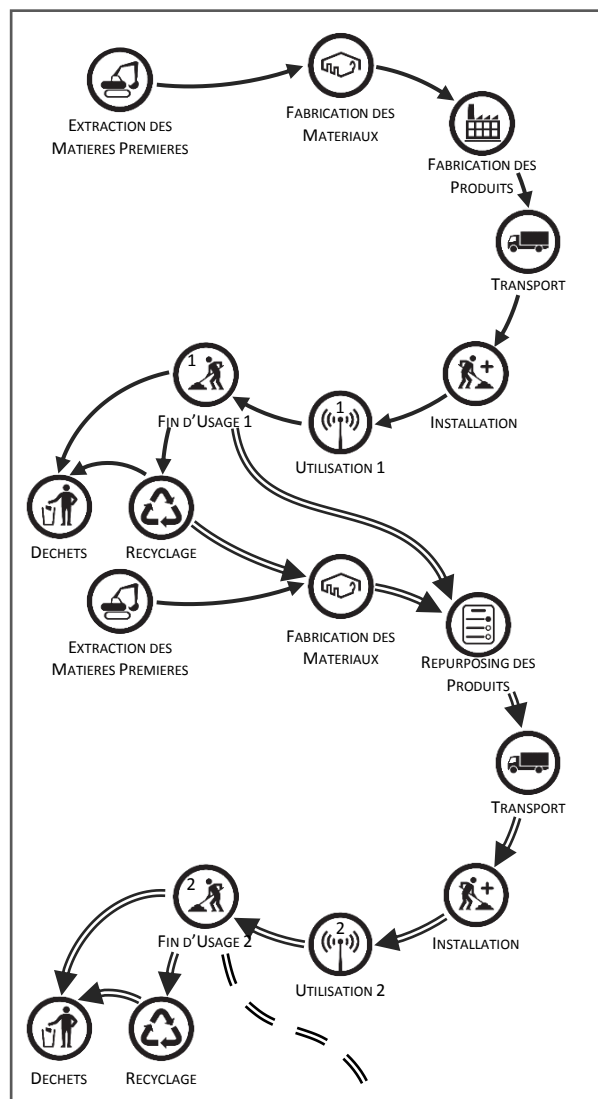 EXTRACTION DES
MATIERES PREMIERES
FABRICATION DES
MATERIAUX
FABRICATION DES
PRODUITS
TRANSPORT
INSTALLATION
1
UTILISATION 1
1
FIN D'USAGE 1
DECHETS
RECYCLAGE
EXTRACTION DES
MATIERES PREMIERES
FABRICATION DES
MATERIAUX
REPURPOSING DES
PRODUITS
TRANSPORT
INSTALLATION
2
UTILISATION 2
2
FIN D'USAGE 2
DECHETS
RECYCLAGE